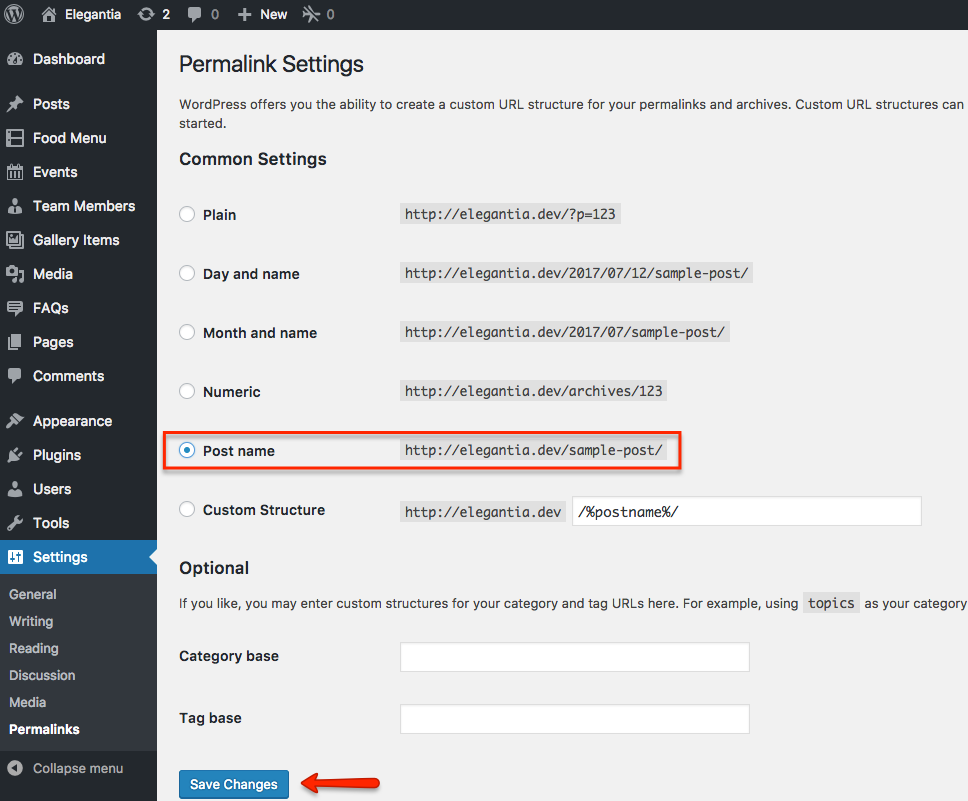 Elegantia 2 0 New 0
Dashboard
Posts
Food Menu
Events
Team Members
Gallery Items
Media
FAQs
Pages
Comments
Appearance
Plugins
Users
Tools
Settings
General
Writing
Reading
Discussion
Media
Permalinks
Collapse menu
Permalink Settings
WordPress offers you the ability to create a custom URL structure for your permalinks and archives. Custom URL structures can
started.
Common Settings
Plain http://elegantia.dev/?p=123
Day and name http://elegantia.dev/2017/07/12/sample-post/
Month and name http://elegantia.dev/2017/07/sample-post/
Numeric http://elegantia.dev/archives/123
Post name http://elegantia.dev/sample-post/
Custom Structure http://elegantia.dev /%postname%/
Optional
If you like, you may enter custom structures for your category and tag URLs here. For example, using topics as your category
Category base
Tag base
Save Changes